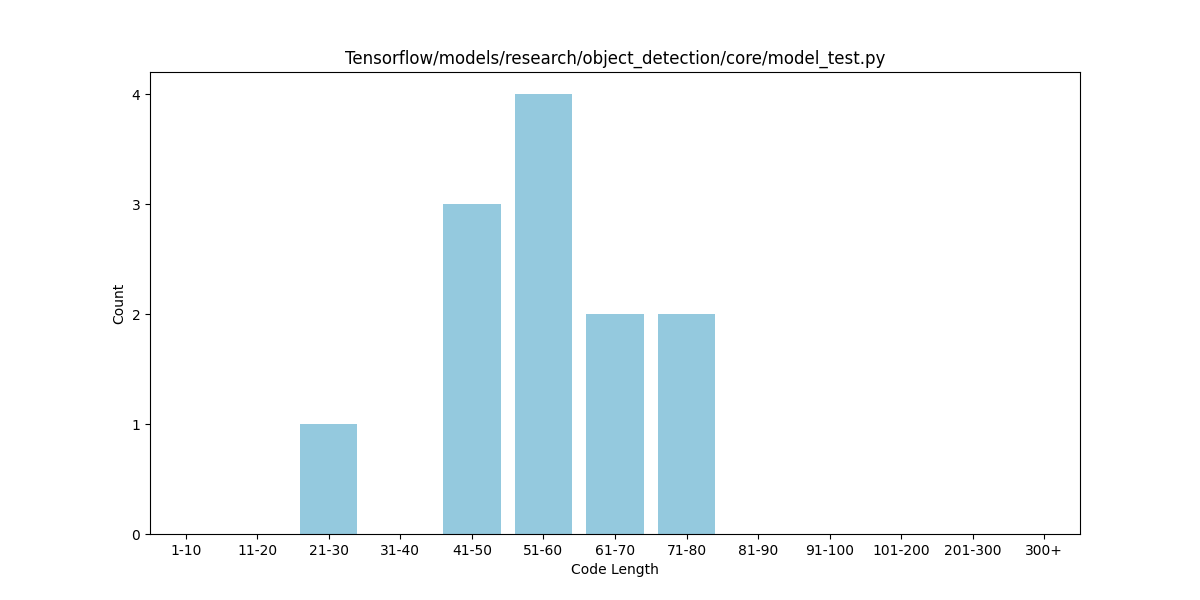 Tensorflow/models/research/object_detection/core/model_test.py
4
3
2
1
0
Count
1-10 11-20 21-30 31-40 41-50 51-60 61-70 71-80 81-90 91-100 101-200 201-300 300+
Code Length